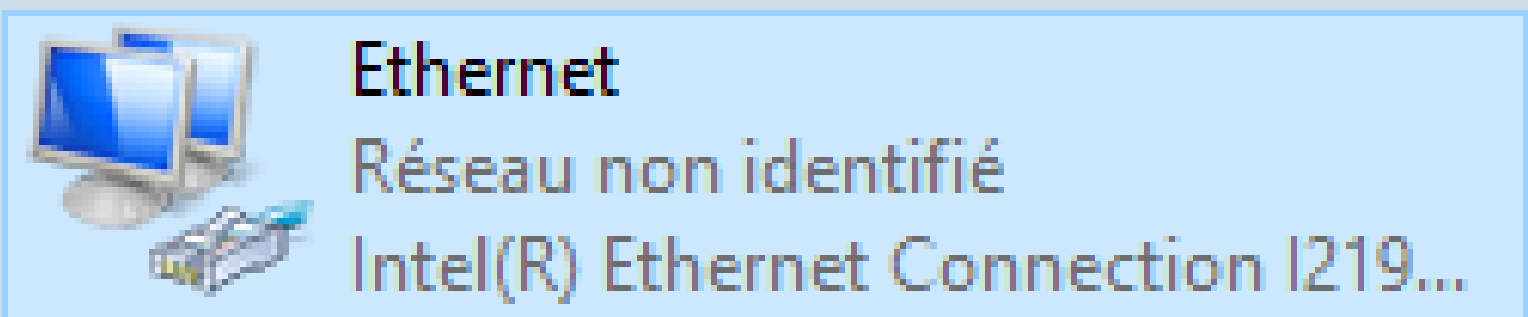 Ethernet
Réseau non identifié
Intel(R) Ethernet Connection I219...